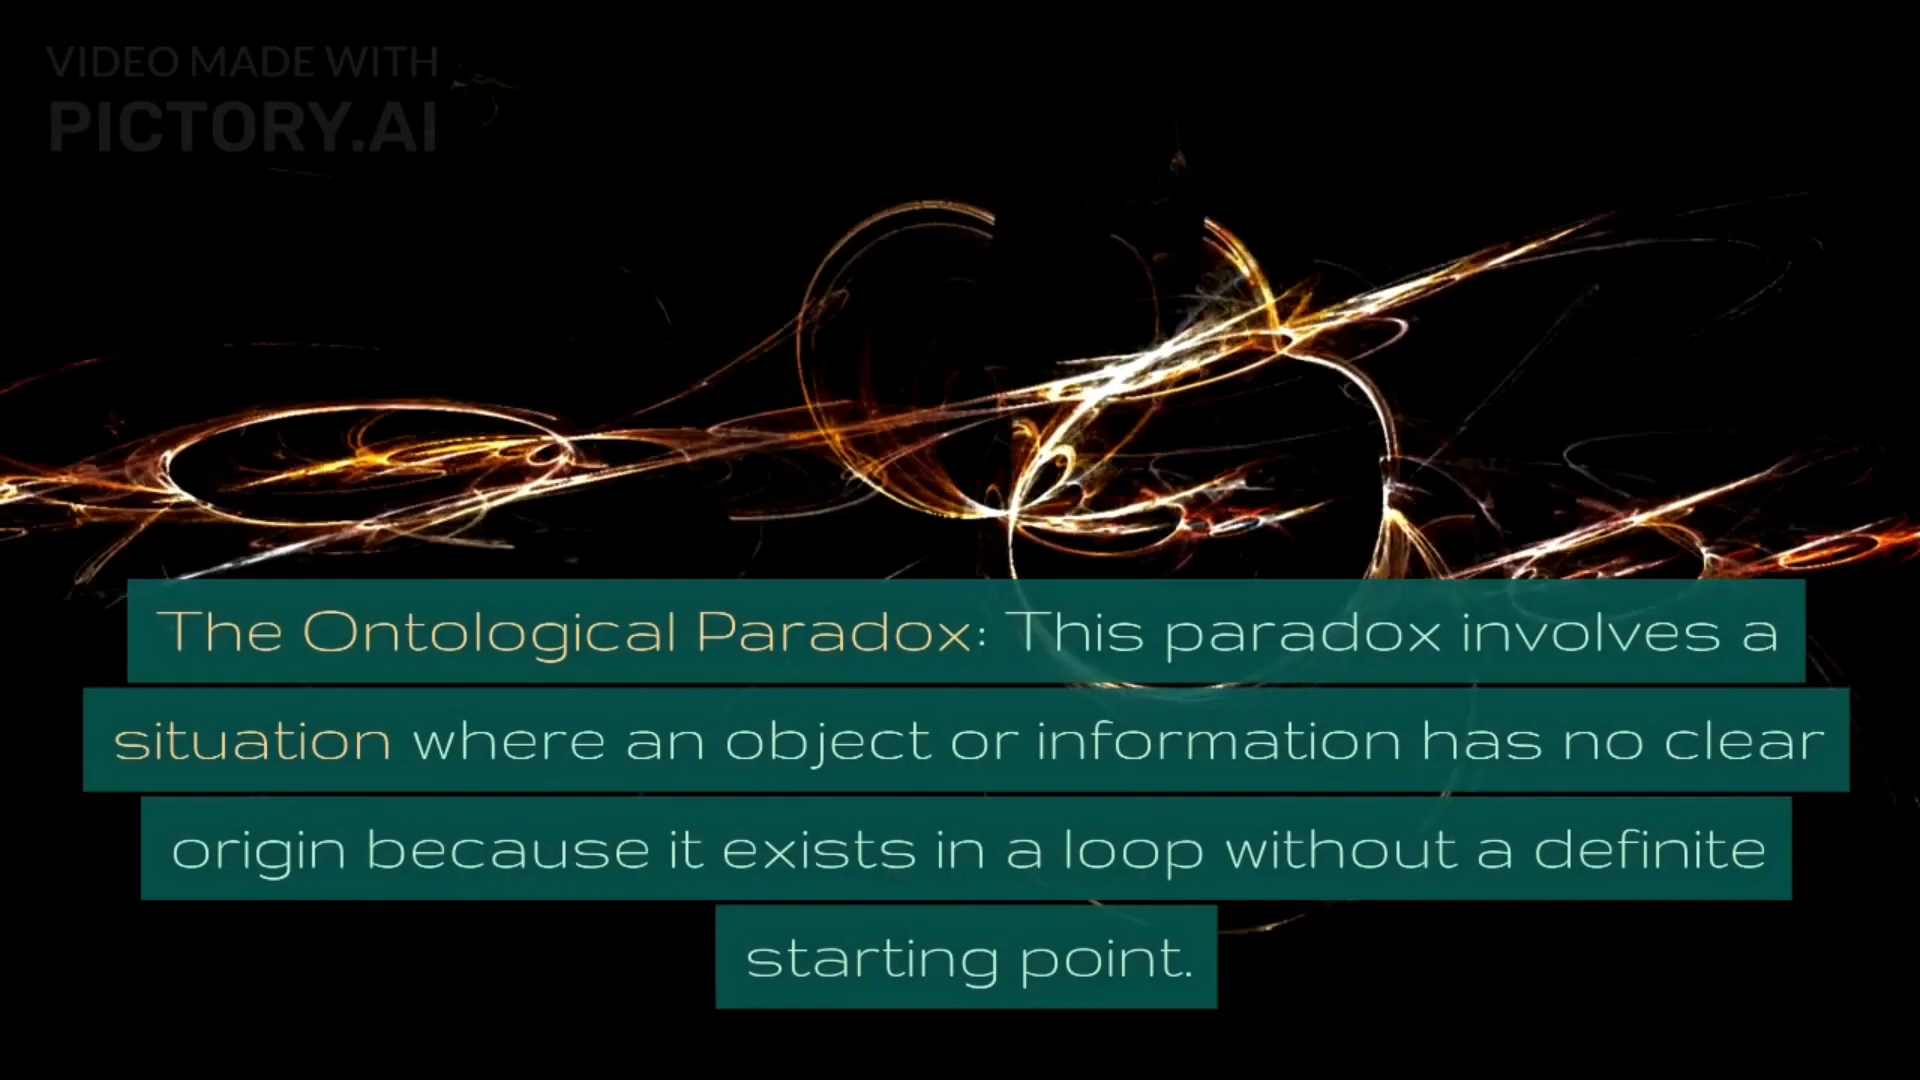 VIDEO MADE WITH
PICTORY.AI
The Ontological Paradox: This paradox involves a
situation where an object or information has no clear
origin because it exists in a loop without a definite
starting point.